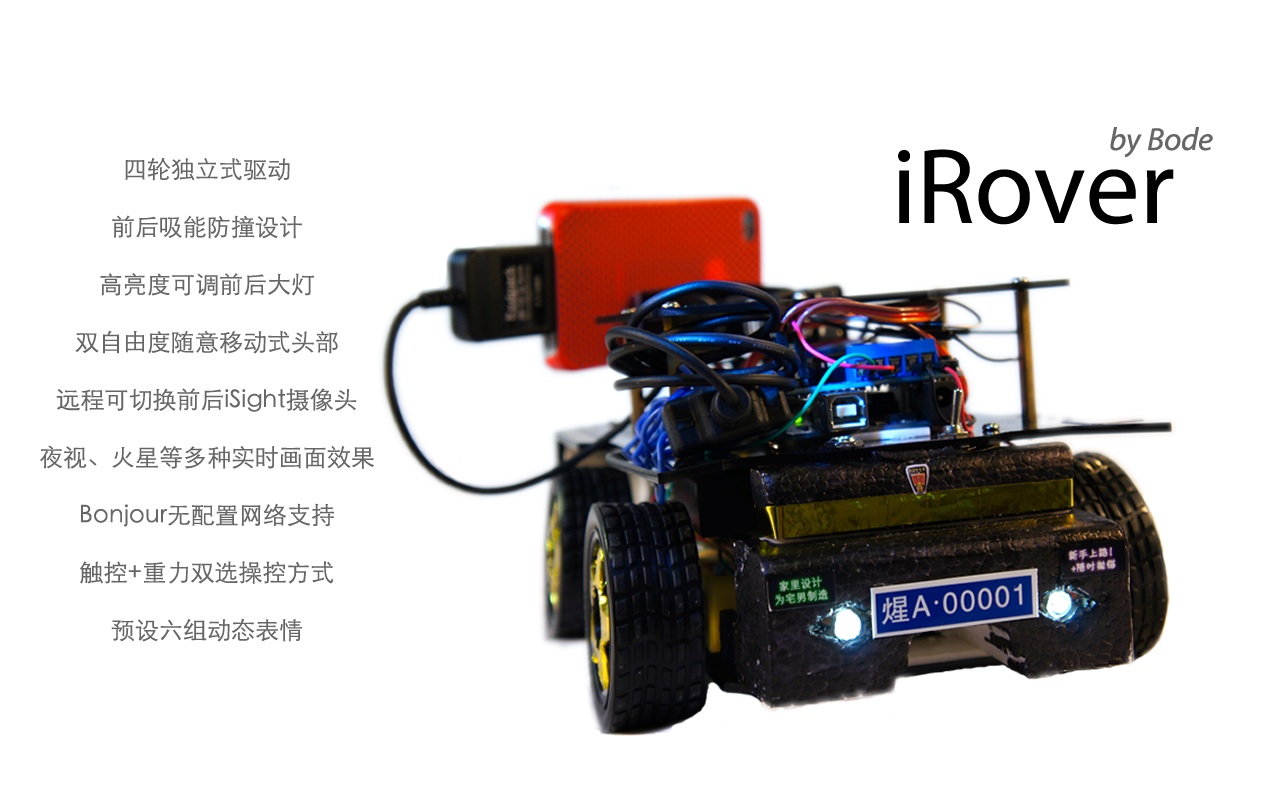 by Bode
iRover
四轮独立式驱动
前后吸能防撞设计
高亮度可调前后大灯
双自由度随意移动式头部
远程可切换前后iSight摄像头
夜视、火星等多种实时画面效果
Bonjour无配置网络支持
触控+重力双选操控方式
预设六组动态表情
家里设计
为宅男制造
煋A·00001
新手上路!
+随时能